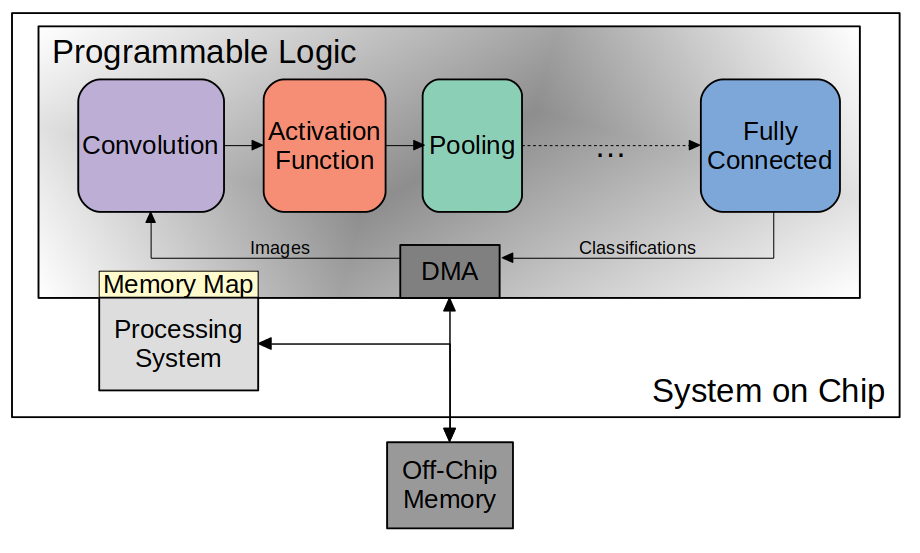 Programmable Logic
Convolution
Activation
Function
Pooling
...
Fully
Connected
Images
Classifications
DMA
Memory Map
Processing
System
System on Chip
Off-Chip
Memory